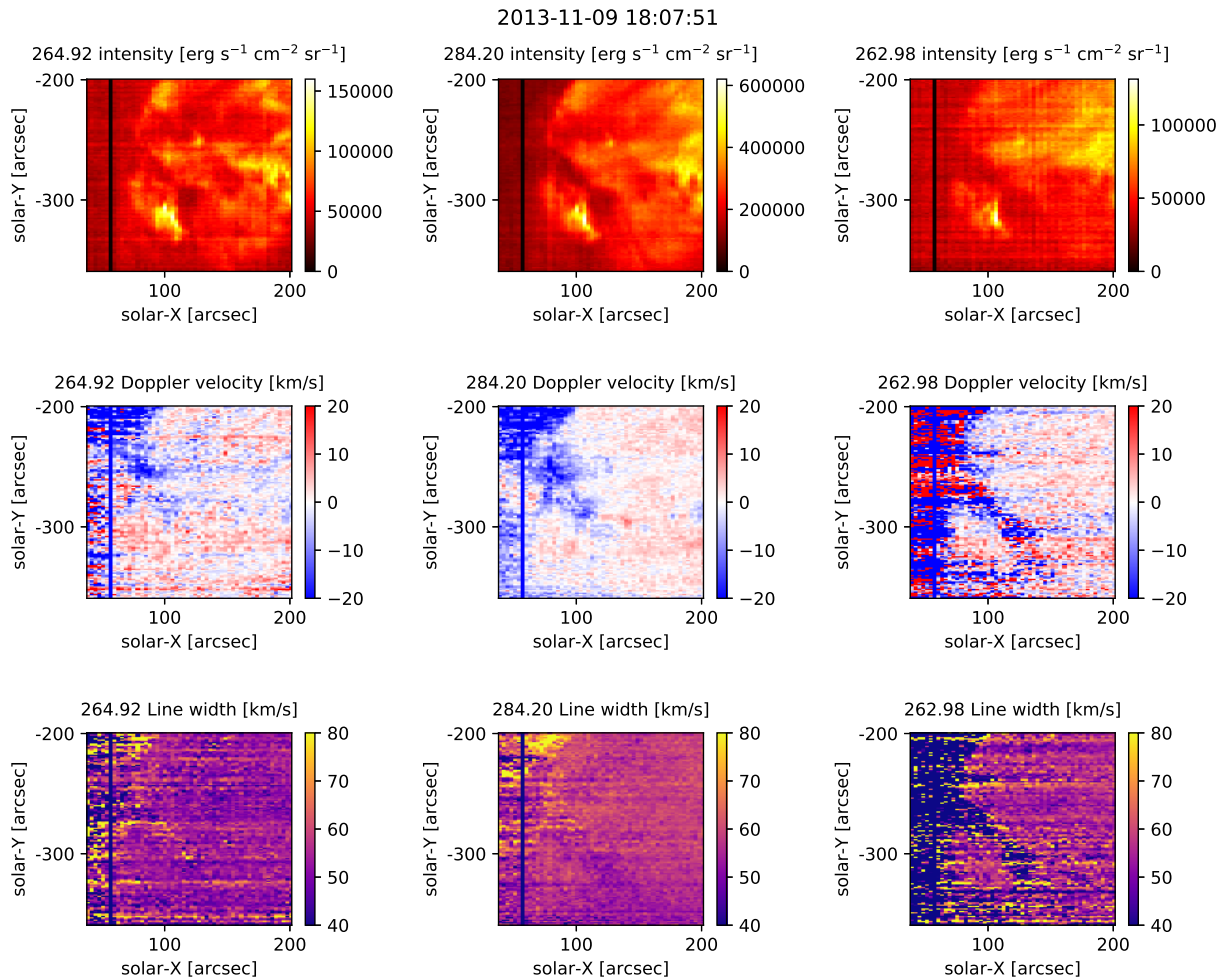 2013-11-09 18:07:51
264.92 intensity [erg s⁻¹ cm⁻² sr⁻¹]
284.20 intensity [erg s⁻¹ cm⁻² sr⁻¹]
262.98 intensity [erg s⁻¹ cm⁻² sr⁻¹]
-200
-300
solar-Y [arcsec]
100
200
solar-X [arcsec]
150000
100000
50000
0
-200
-300
solar-Y [arcsec]
100
200
solar-X [arcsec]
600000
400000
200000
0
-200
-300
solar-Y [arcsec]
100
200
solar-X [arcsec]
100000
50000
0
264.92 Doppler velocity [km/s]
284.20 Doppler velocity [km/s]
262.98 Doppler velocity [km/s]
-200
-300
solar-Y [arcsec]
100
200
solar-X [arcsec]
20
10
0
−10
−20
-200
-300
solar-Y [arcsec]
100
200
solar-X [arcsec]
20
10
0
−10
−20
-200
-300
solar-Y [arcsec]
100
200
solar-X [arcsec]
20
10
0
−10
−20
264.92 Line width [km/s]
284.20 Line width [km/s]
262.98 Line width [km/s]
-200
-300
solar-Y [arcsec]
100
200
solar-X [arcsec]
80
70
60
50
40
-200
-300
solar-Y [arcsec]
100
200
solar-X [arcsec]
80
70
60
50
40
-200
-300
solar-Y [arcsec]
100
200
solar-X [arcsec]
80
70
60
50
40